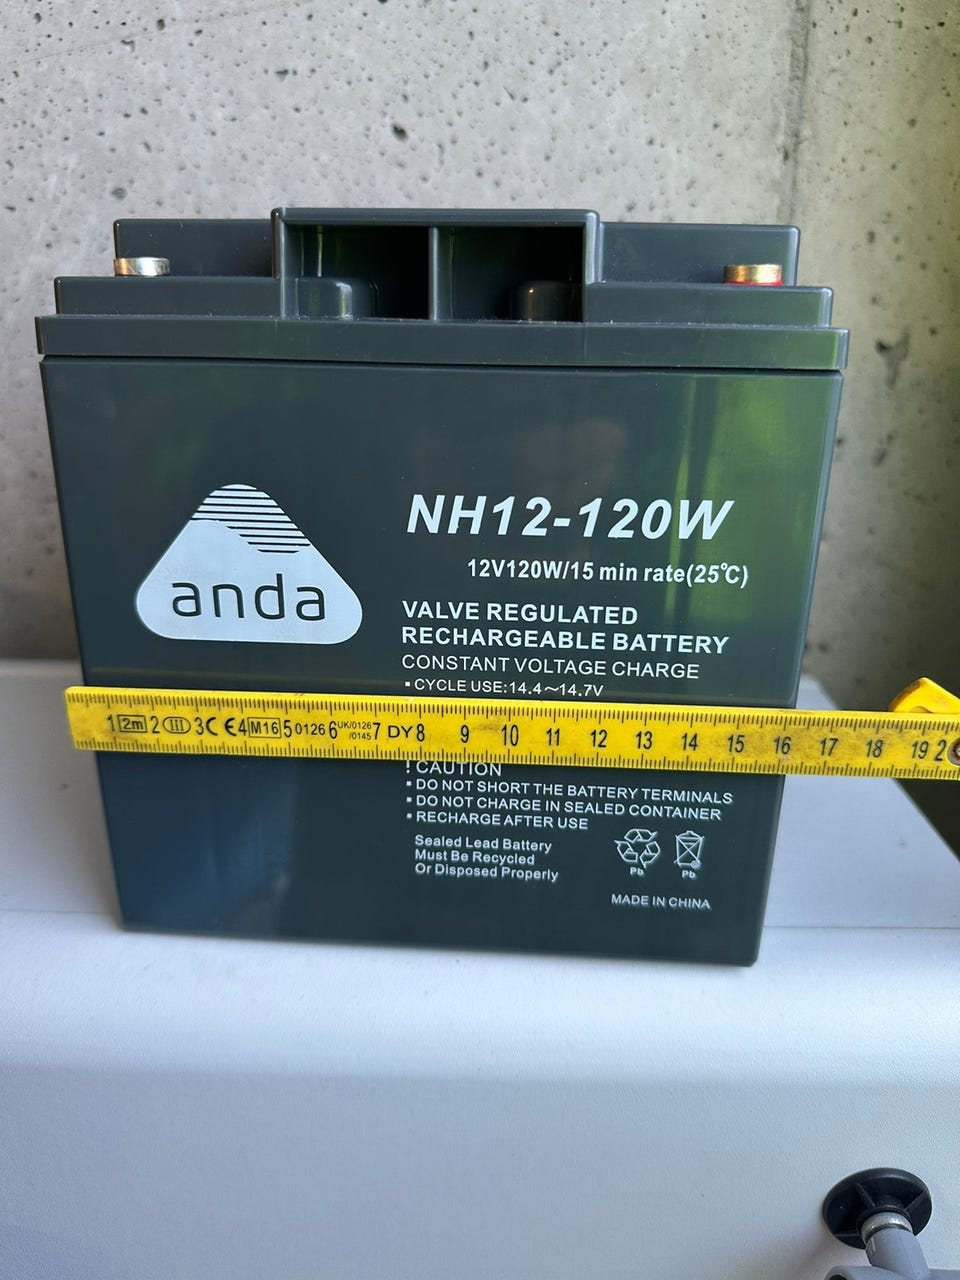 NH12-120W
12V120W/15 min rate(25℃)
anda
VALVE REGULATED
RECHARGEABLE BATTERY
CONSTANT VOLTAGE CHARGE
▪ CYCLE USE:14.4～14.7V
1 2m 2 III 3 C € 4 M16 5 0126 6 UK/0126 /0145 7 DY 8 9 10 11 12 13 14 15 16 17 18 19 2
! CAUTION
▪ DO NOT SHORT THE BATTERY TERMINALS
▪ DO NOT CHARGE IN SEALED CONTAINER
▪ RECHARGE AFTER USE
Sealed Lead Battery
Must Be Recycled
Or Disposed Properly
Pb Pb
MADE IN CHINA